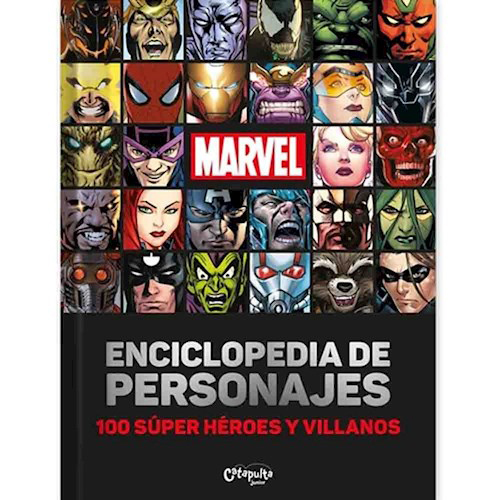 MARVEL
ENCICLOPEDIA DE
PERSONAJES
100 SÚPER HÉROES Y VILLANOS
Catapulta
Junior